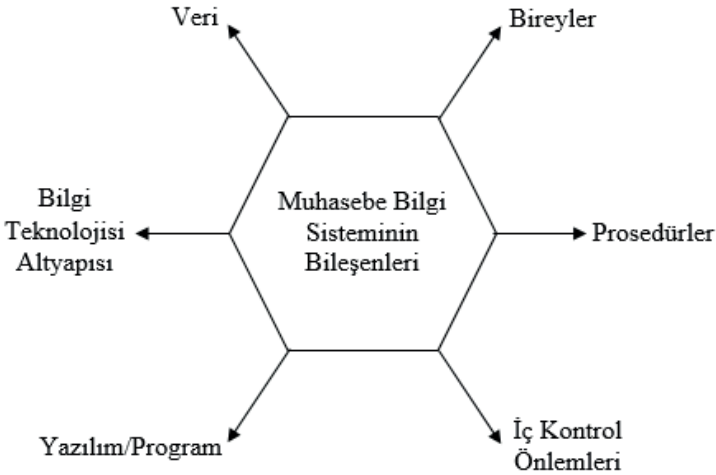 Veri
Bireyler
Bilgi
Teknolojisi
Altyapısı
Muhasebe Bilgi
Sisteminin
Bileşenleri
Prosedürler
Yazılım/Program
İç Kontrol
Önlemleri